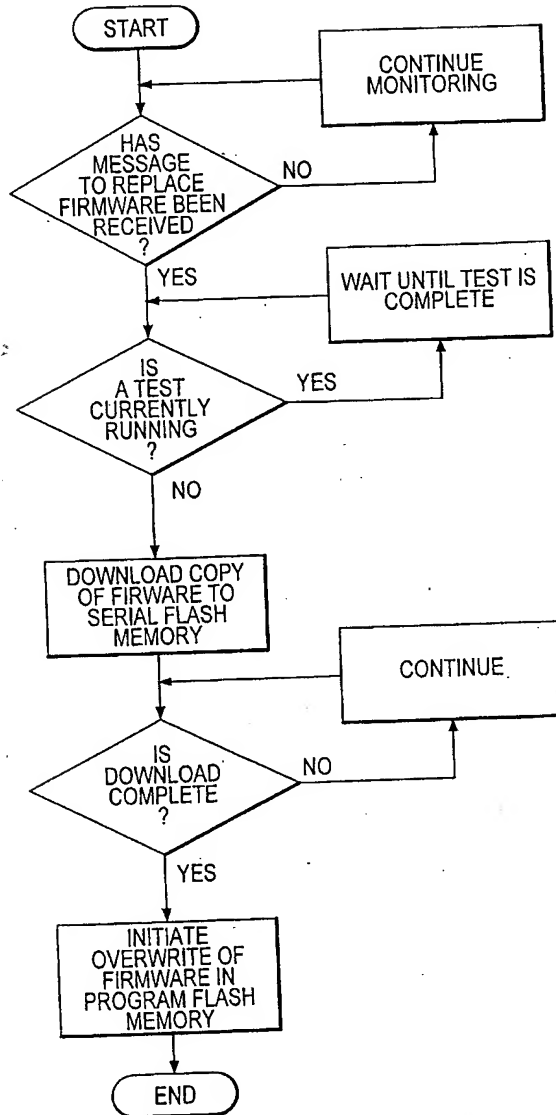 START
CONTINUE
MONITORING
HAS
MESSAGE
TO REPLACE
FIRMWARE BEEN
RECEIVED
?
NO
YES
WAIT UNTIL TEST IS
COMPLETE
IS
A TEST
CURRENTLY
RUNNING
?
YES
NO
DOWNLOAD COPY
OF FIRWARE TO
SERIAL FLASH
MEMORY
CONTINUE
IS
DOWNLOAD
COMPLETE
?
NO
YES
INITIATE
OVERWRITE OF
FIRMWARE IN
PROGRAM FLASH
MEMORY
END